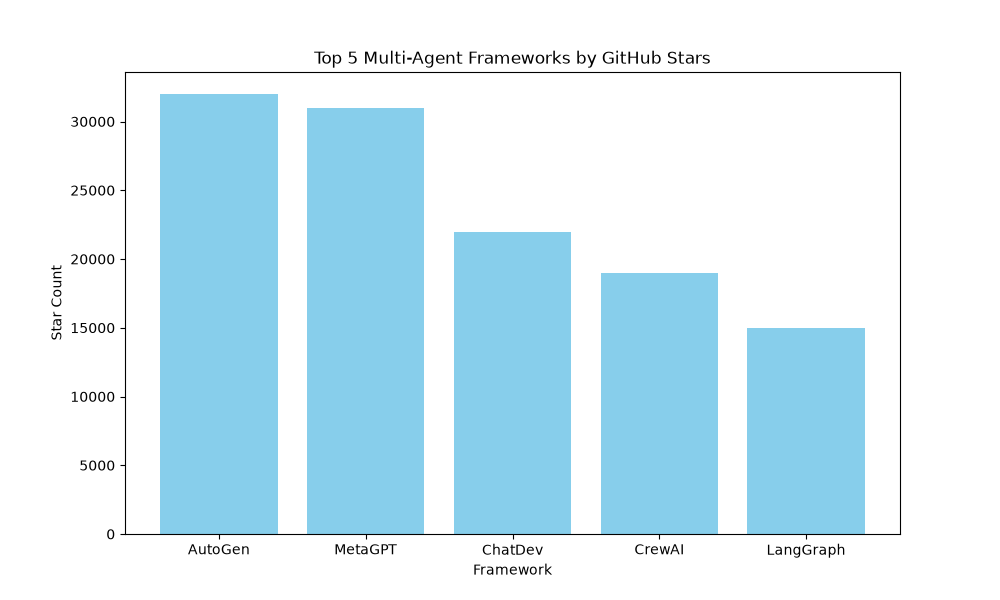 Top 5 Multi-Agent Frameworks by GitHub Stars
30000
25000
20000
15000
10000
5000
0
Star Count
AutoGen MetaGPT ChatDev CrewAI LangGraph
Framework